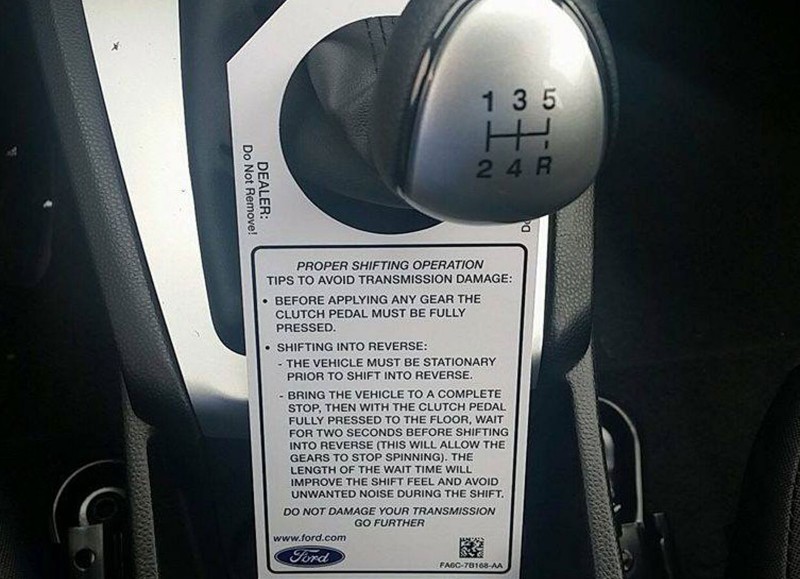 1 3 5
2 4 R
DEALER:
Do Not Remove!
PROPER SHIFTING OPERATION
TIPS TO AVOID TRANSMISSION DAMAGE:
• BEFORE APPLYING ANY GEAR THE
CLUTCH PEDAL MUST BE FULLY
PRESSED.
• SHIFTING INTO REVERSE:
- THE VEHICLE MUST BE STATIONARY
PRIOR TO SHIFT INTO REVERSE.
- BRING THE VEHICLE TO A COMPLETE
STOP, THEN WITH THE CLUTCH PEDAL
FULLY PRESSED TO THE FLOOR, WAIT
FOR TWO SECONDS BEFORE SHIFTING
INTO REVERSE (THIS WILL ALLOW THE
GEARS TO STOP SPINNING). THE
LENGTH OF THE WAIT TIME WILL
IMPROVE THE SHIFT FEEL AND AVOID
UNWANTED NOISE DURING THE SHIFT.
DO NOT DAMAGE YOUR TRANSMISSION
GO FURTHER
www.ford.com
Ford
FA6C-7B168-AA